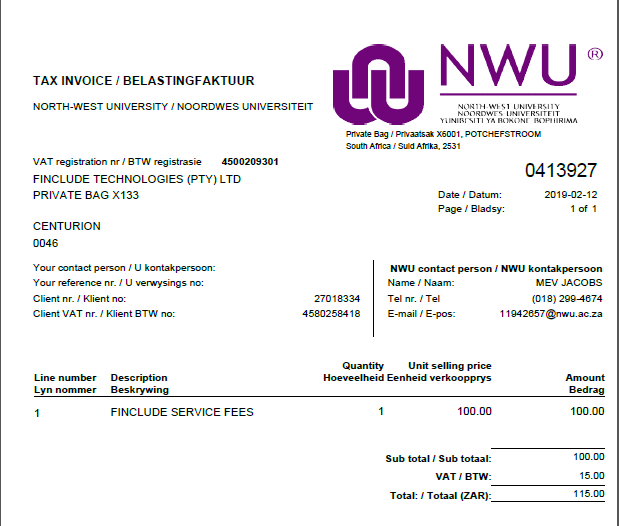 NWU®
TAX INVOICE / BELASTINGFAKTUUR
NORTH-WEST UNIVERSITY / NOORDWES UNIVERSITEIT
NORTH-WEST UNIVERSITY
NOORDWES UNIVERSITEIT
YUNIBESITI YA BOKONE BOPHIRIMA
Private Bag / Privaatsak X6001, POTCHEFSTROOM
South Africa / Suid Afrika, 2531
VAT registration nr / BTW registrasie 4500209301
0413927
FINCLUDE TECHNOLOGIES (PTY) LTD
PRIVATE BAG X133
Date / Datum: 2019-02-12
Page / Bladsy: 1 of 1
CENTURION
0046
Your contact person / U kontakpersoon:
Your reference nr. / U verwysings no:
Client nr. / Klient no: 27018334
Client VAT nr. / Klient BTW no: 4580258418
NWU contact person / NWU kontakpersoon
Name / Naam: MEV JACOBS
Tel nr. / Tel (018) 299-4674
E-mail / E-pos: 11942657@nwu.ac.za
Quantity Unit selling price
Line number Description Hoeveelheid Eenheid verkoopprys Amount
Lyn nommer Beskrywing Bedrag
1 FINCLUDE SERVICE FEES 1 100.00 100.00
Sub total / Sub totaal: 100.00
VAT / BTW: 15.00
Total: / Totaal (ZAR): 115.00